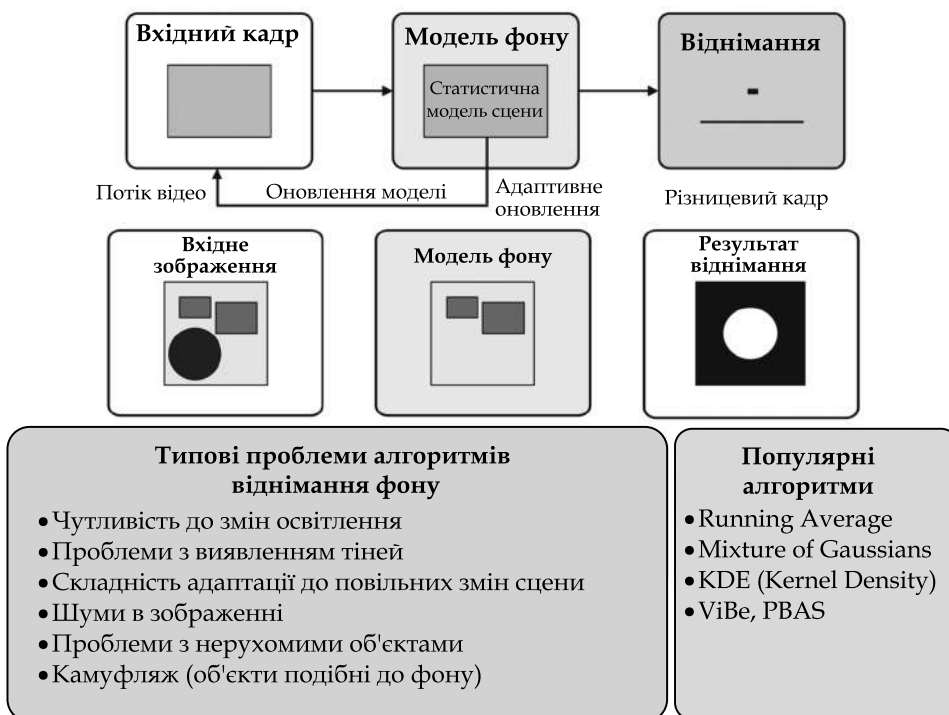 Вхідний кадр
Модель фону
Статистична
модель сцени
Віднімання
-
Потік відео
Оновлення моделі
Адаптивне
оновлення
Різницевий кадр
Вхідне
зображення
Модель фону
Результат
віднімання
Типові проблеми алгоритмів
віднімання фону
•Чутливість до змін освітлення
•Проблеми з виявленням тіней
•Складність адаптації до повільних змін сцени
•Шуми в зображенні
•Проблеми з нерухомими об'єктами
•Камуфляж (об'єкти подібні до фону)
Популярні
алгоритми
•Running Average
•Mixture of Gaussians
•KDE (Kernel Density)
•ViBe, PBAS